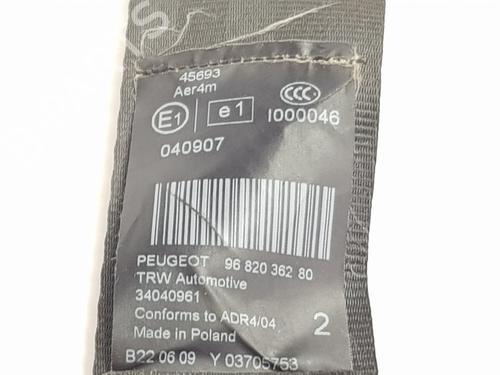 45693
Aer4m
E1 e1 CCC I000046
040907
PEUGEOT 96 820 362 80
TRW Automotive
34040961
Conforms to ADR4/04 2
Made in Poland
B22 06 09 Y 03705753